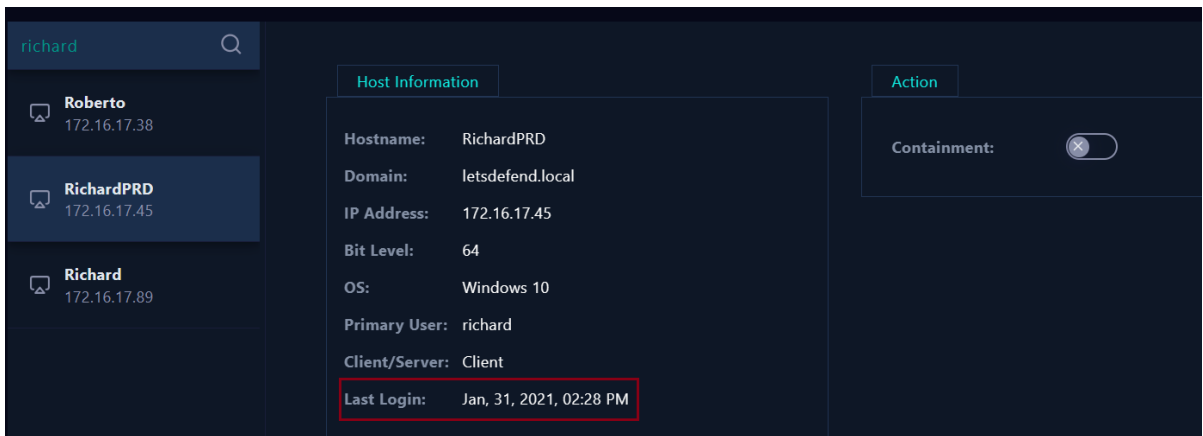 richard
Roberto
172.16.17.38
RichardPRD
172.16.17.45
Richard
172.16.17.89
Host Information
Hostname: RichardPRD
Domain: letsdefend.local
IP Address: 172.16.17.45
Bit Level: 64
OS: Windows 10
Primary User: richard
Client/Server: Client
Last Login: Jan, 31, 2021, 02:28 PM
Action
Containment: